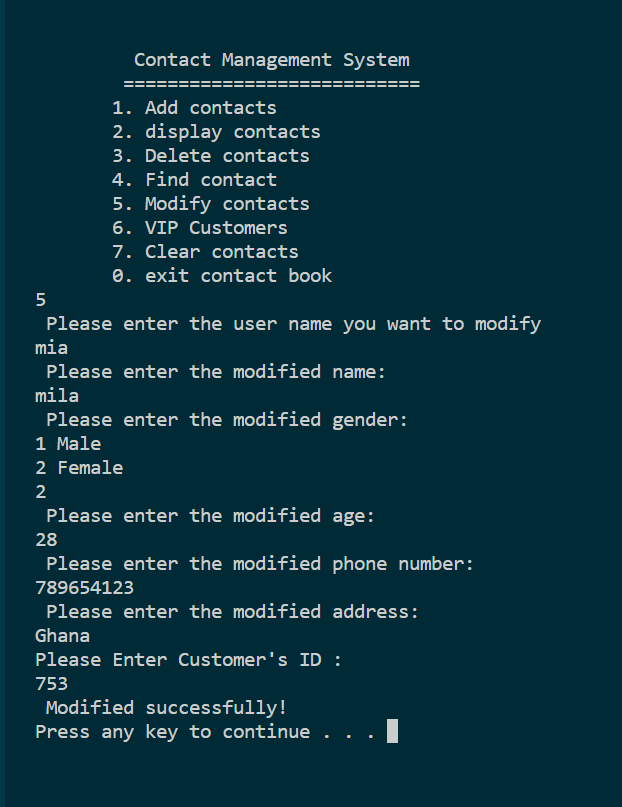 Contact Management System
===========================
1. Add contacts
2. display contacts
3. Delete contacts
4. Find contact
5. Modify contacts
6. VIP Customers
7. Clear contacts
0. exit contact book
5
Please enter the user name you want to modify
mia
Please enter the modified name:
mila
Please enter the modified gender:
1 Male
2 Female
2
Please enter the modified age:
28
Please enter the modified phone number:
789654123
Please enter the modified address:
Ghana
Please Enter Customer's ID :
753
Modified successfully!
Press any key to continue . . .